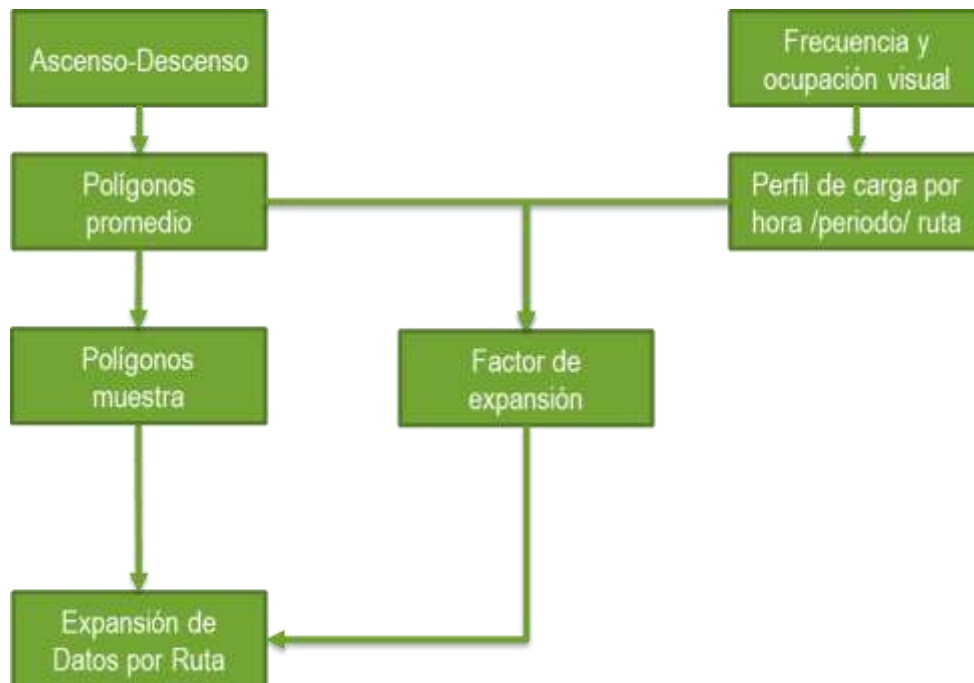 Ascenso-Descenso
Frecuencia y
ocupación visual
Polígonos
promedio
Perfil de carga por
hora /periodo/ ruta
Polígonos
muestra
Factor de
expansión
Expansión de
Datos por Ruta